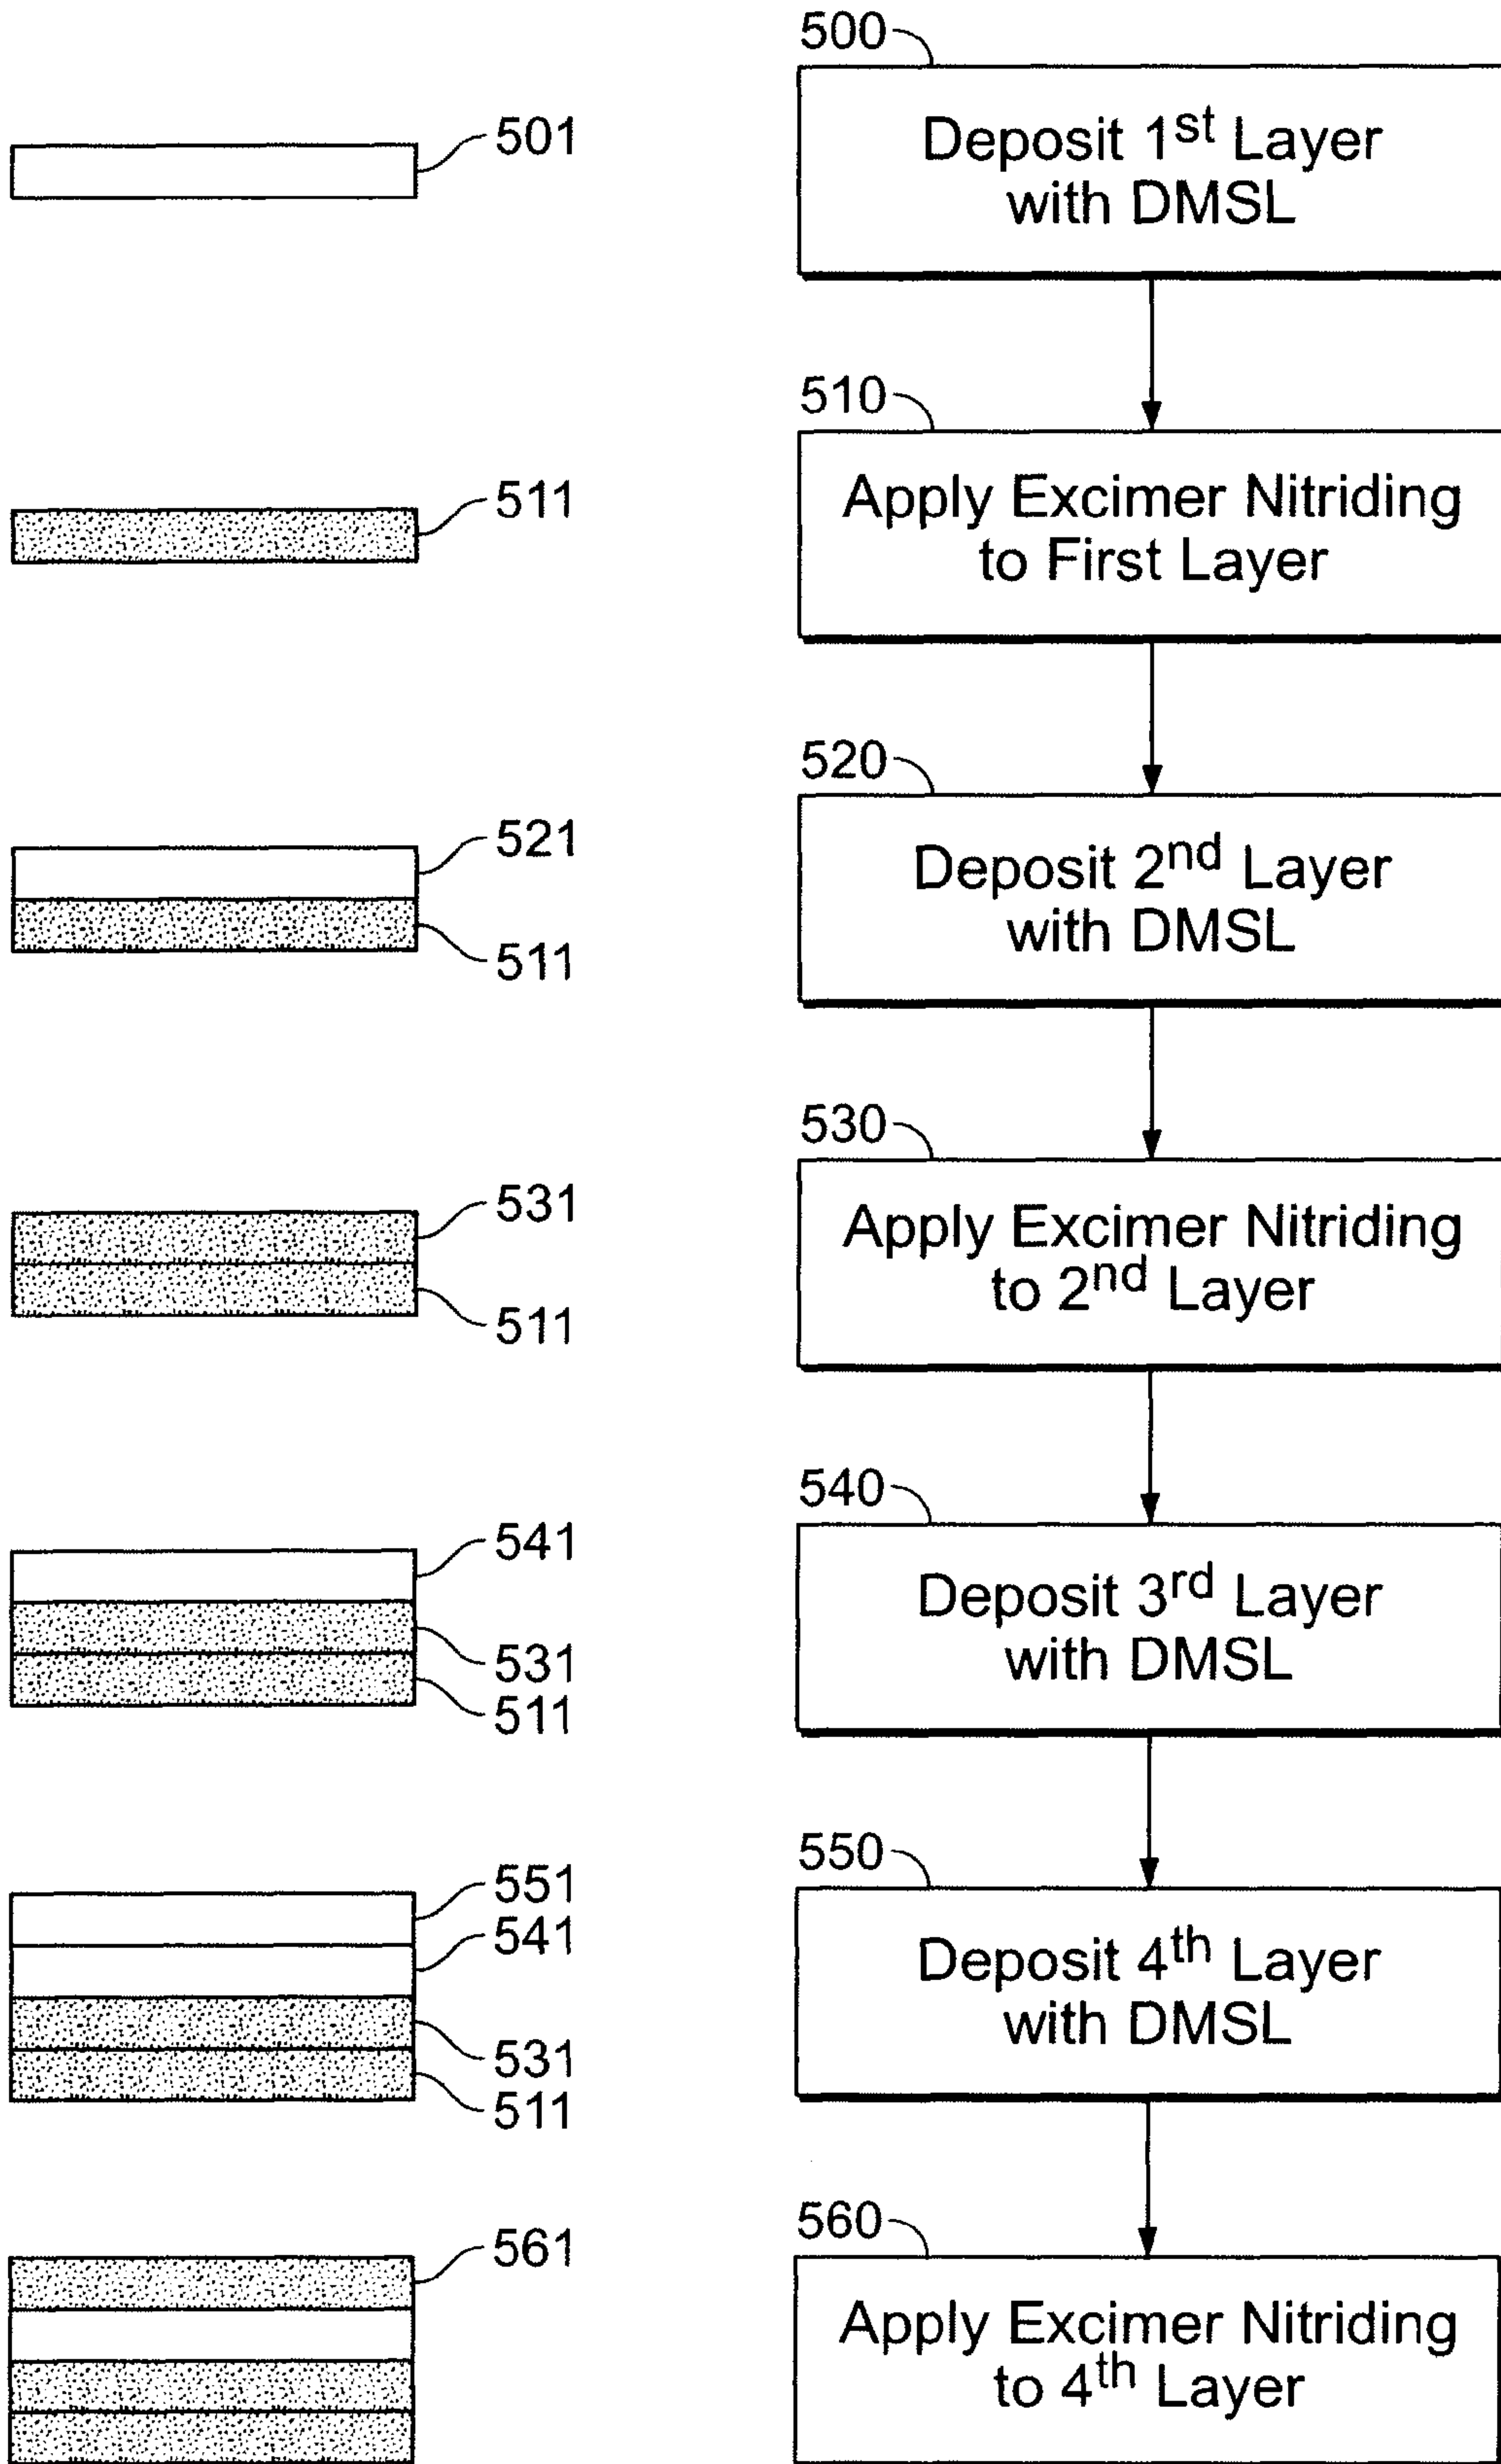 500
501
Deposit 1st Layer
with DMSL
510
511
Apply Excimer Nitriding
to First Layer
520
521
511
Deposit 2nd Layer
with DMSL
530
531
511
Apply Excimer Nitriding
to 2nd Layer
540
541
531
511
Deposit 3rd Layer
with DMSL
550
551
541
531
511
Deposit 4th Layer
with DMSL
560
561
Apply Excimer Nitriding
to 4th Layer